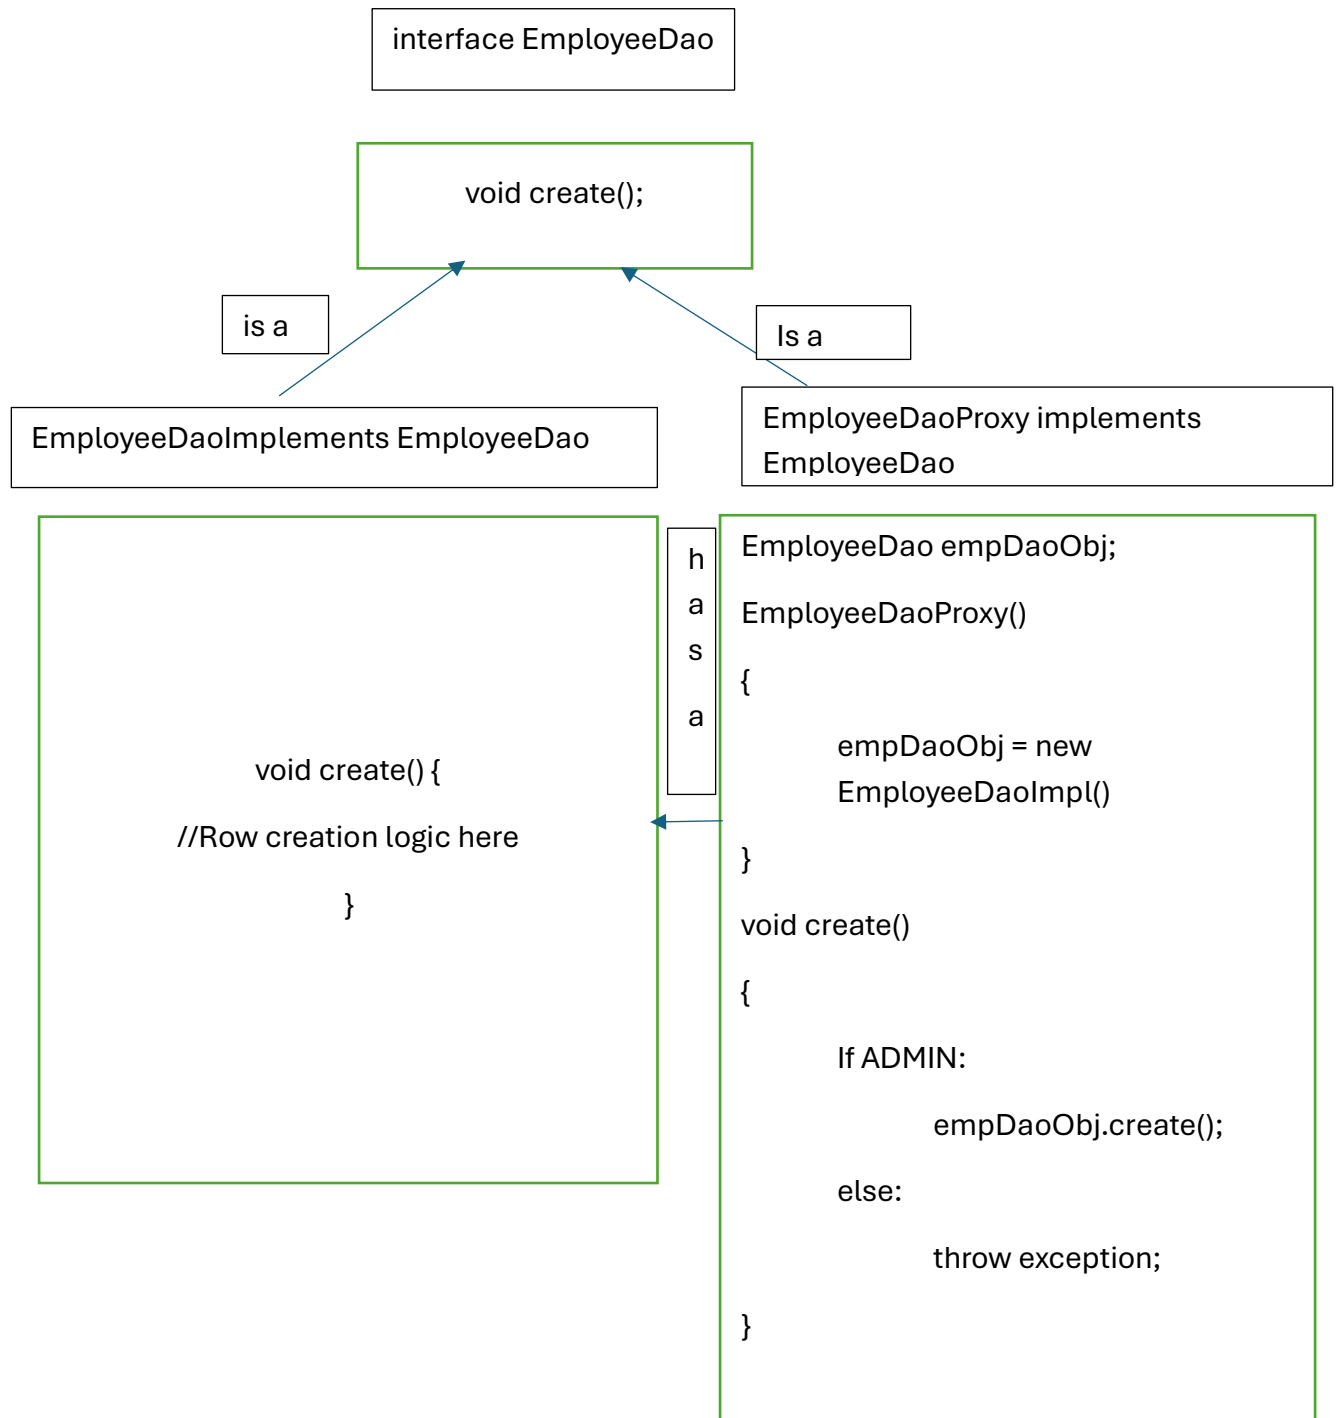 interface EmployeeDao
void create();
is a
Is a
EmployeeDaoImplements EmployeeDao
EmployeeDaoProxy implements
EmployeeDao
void create() {
//Row creation logic here
}
h
a
s
a
EmployeeDao empDaoObj;
EmployeeDaoProxy()
{
empDaoObj = new
EmployeeDaoImpl()
}
void create()
{
If ADMIN:
empDaoObj.create();
else:
throw exception;
}